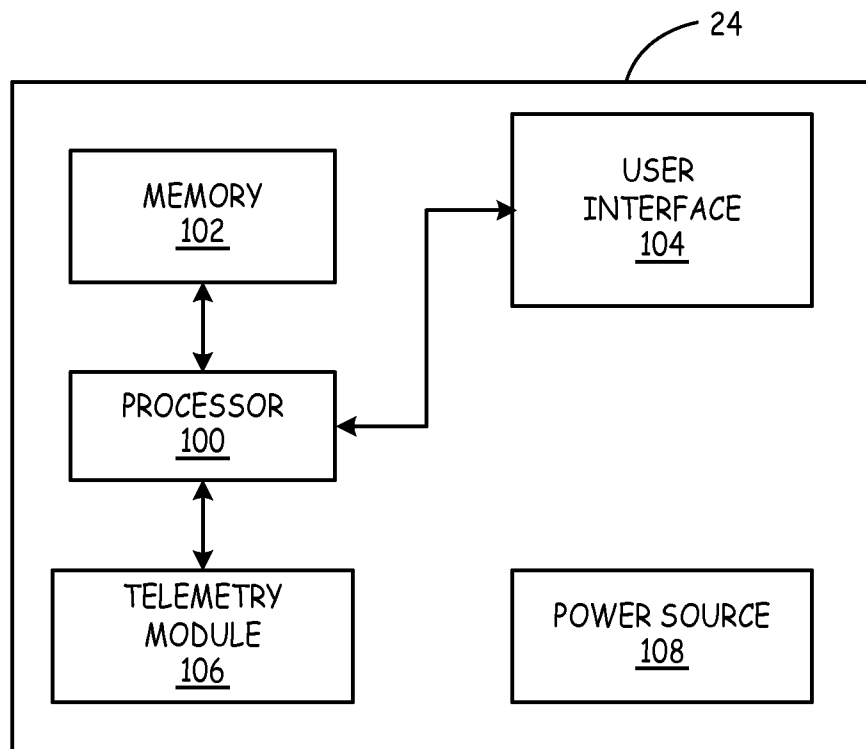 24
MEMORY
102
USER
INTERFACE
104
PROCESSOR
100
TELEMETRY
MODULE
106
POWER SOURCE
108